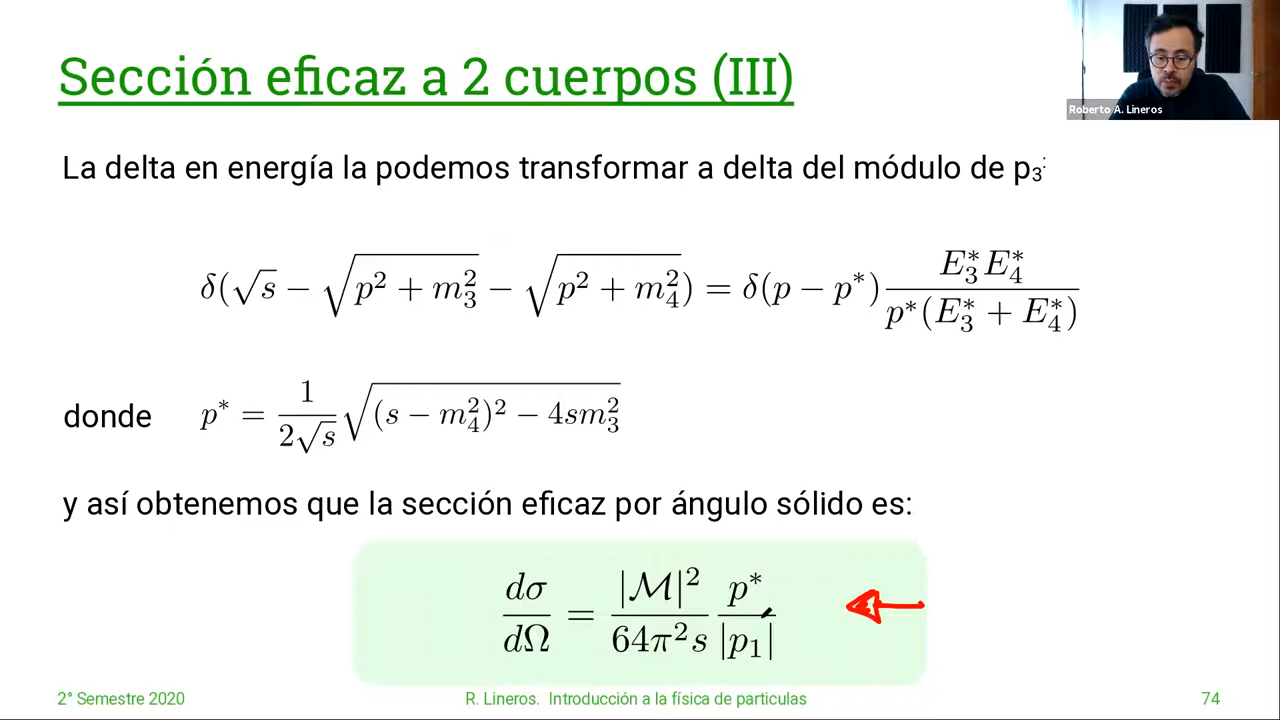 Sección eficaz a 2 cuerpos (III)
Roberto A. Lineros
La delta en energía la podemos transformar a delta del módulo de p₃:
δ(√s − √(p² + m₃²) − √(p² + m₄²)) = δ(p − p*) E₃*E₄* / p*(E₃* + E₄*)
donde p* = 1/(2√s) √((s − m₄²)² − 4sm₃²)
y así obtenemos que la sección eficaz por ángulo sólido es:
dσ/dΩ = |ℳ|²/(64π²s) p*/|p₁|
2° Semestre 2020
R. Lineros. Introducción a la física de particulas
74